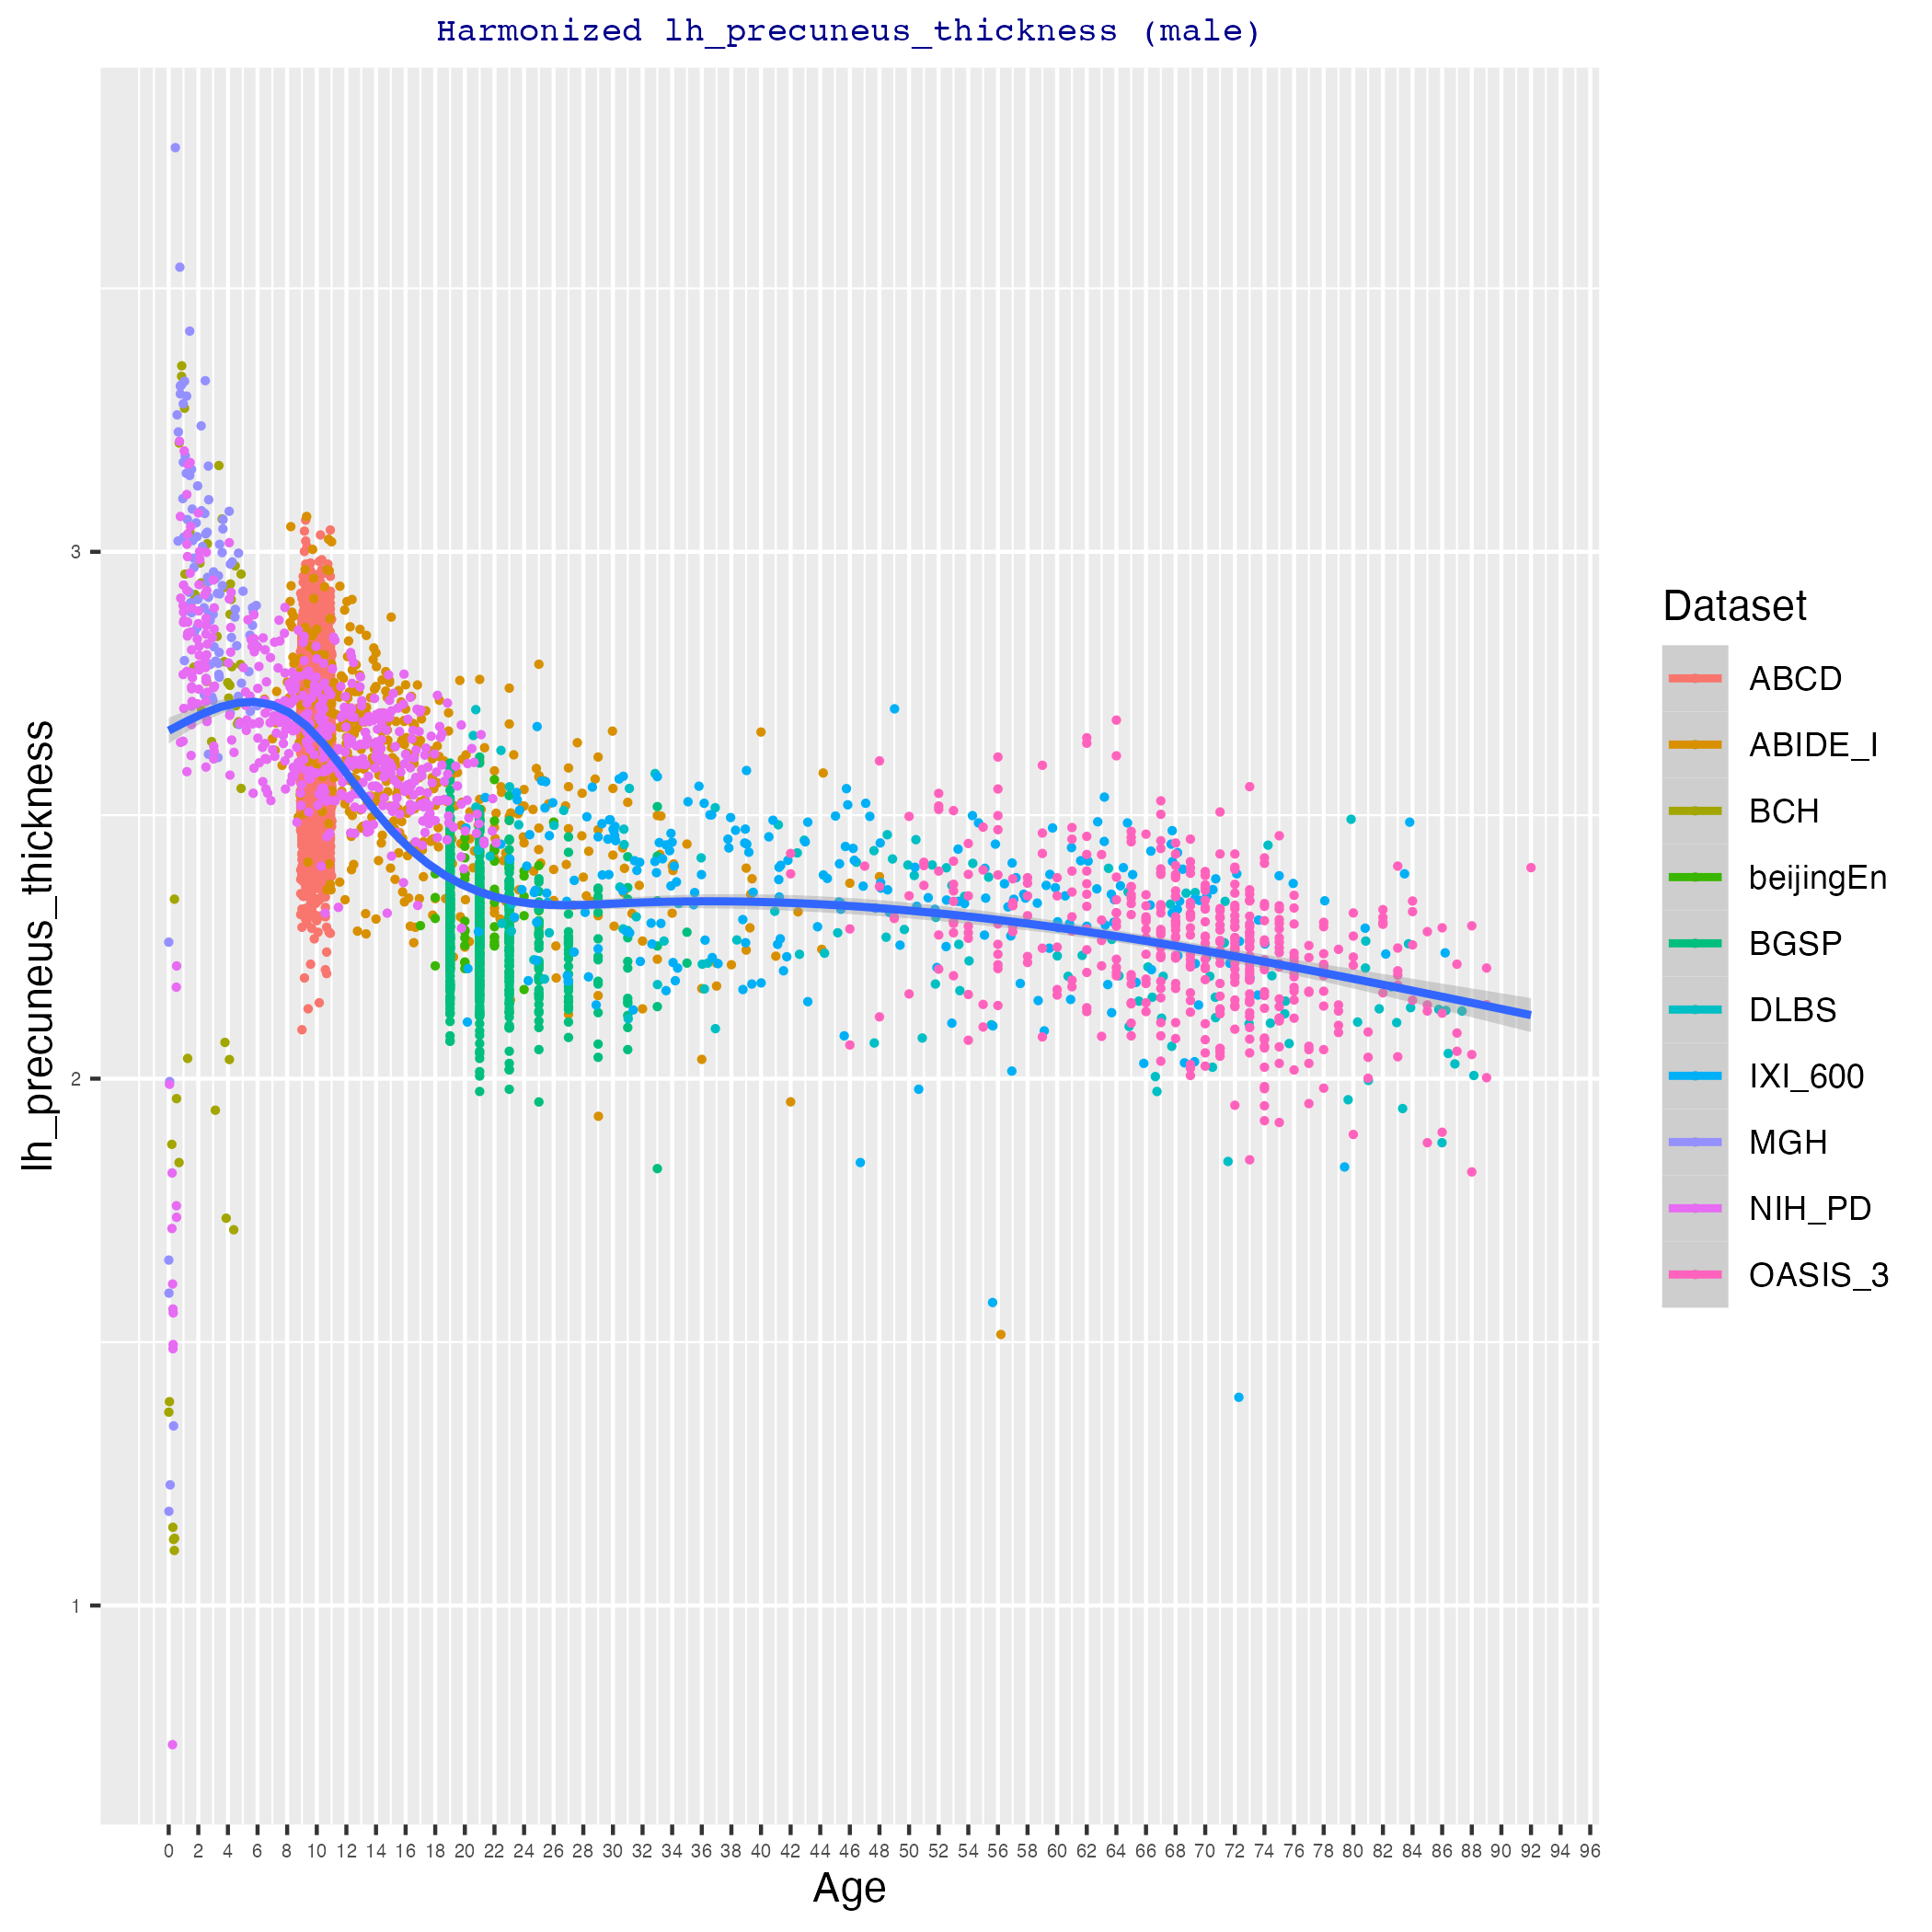 Harmonized lh_precuneus_thickness (male)
lh_precuneus_thickness
3
2
1
0 2 4 6 8 10 12 14 16 18 20 22 24 26 28 30 32 34 36 38 40 42 44 46 48 50 52 54 56 58 60 62 64 66 68 70 72 74 76 78 80 82 84 86 88 90 92 94 96
Age
Dataset
ABCD
ABIDE_I
BCH
beijingEn
BGSP
DLBS
IXI_600
MGH
NIH_PD
OASIS_3